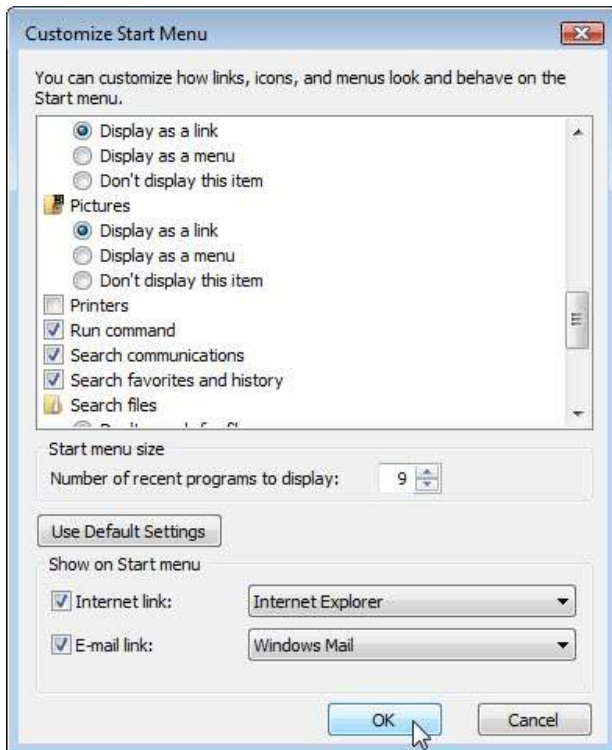 Customize Start Menu
You can customize how links, icons, and menus look and behave on the
Start menu.
Display as a link
Display as a menu
Don't display this item
Pictures
Display as a link
Display as a menu
Don't display this item
Printers
Run command
Search communications
Search favorites and history
Search files
Start menu size
Number of recent programs to display: 9
Use Default Settings
Show on Start menu
Internet link: Internet Explorer
E-mail link: Windows Mail
OK Cancel